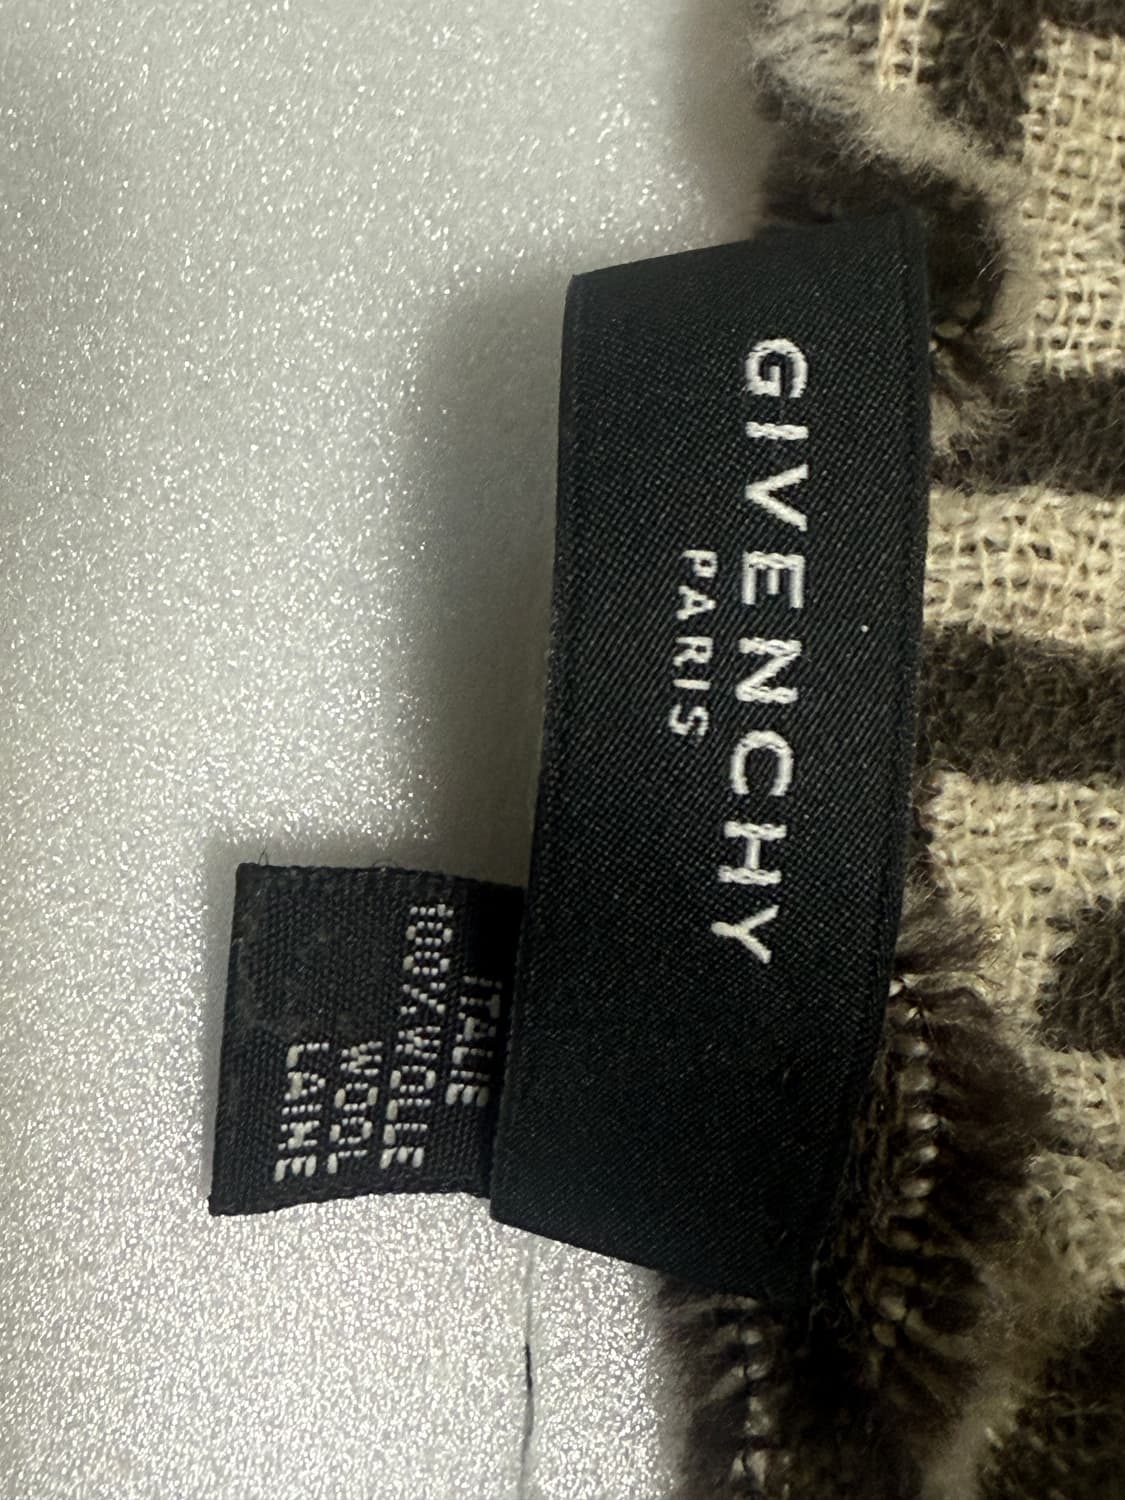 GIVENCHY
PARIS
ITALIE
100%WOLLE
WOOL
LAINE